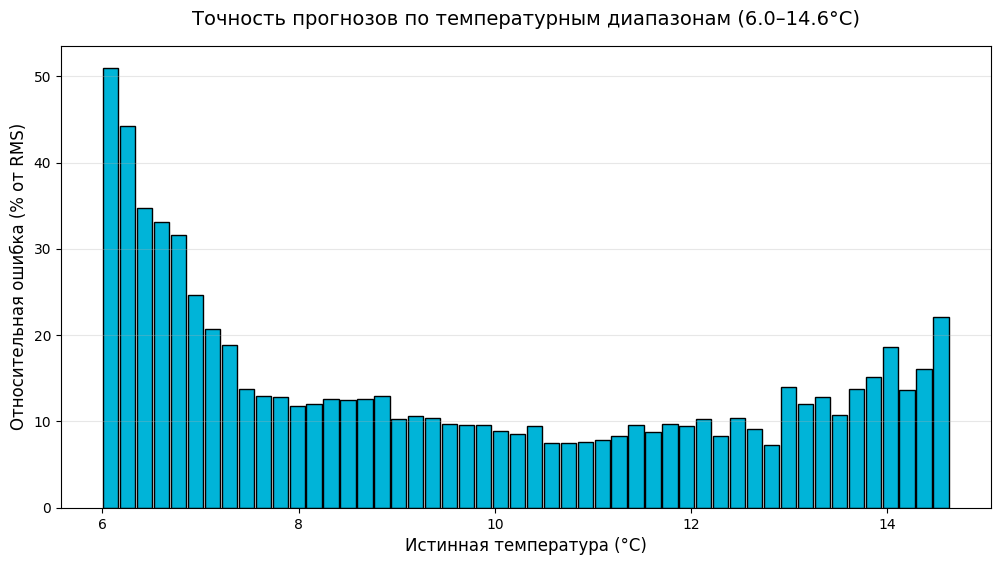 Точность прогнозов по температурным диапазонам (6.0–14.6°C)
Относительная ошибка (% от RMS)
50
40
30
20
10
0
6 8 10 12 14
Истинная температура (°C)